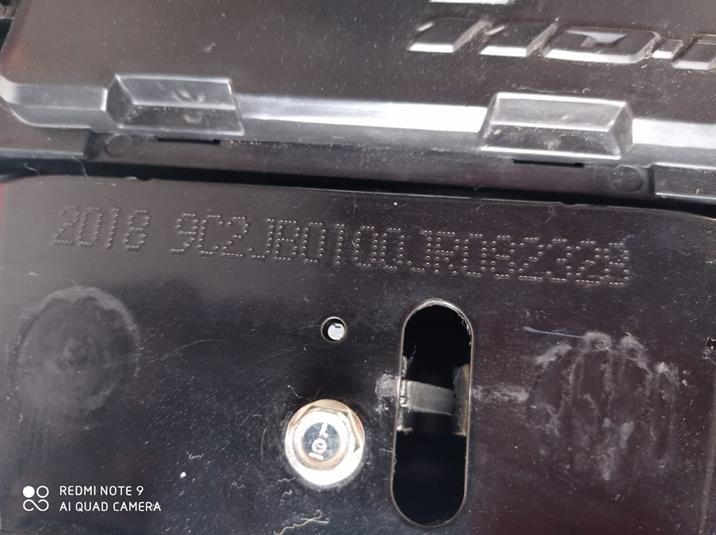 2018 9C2JB0100JR082328
REDMI NOTE 9
AI QUAD CAMERA